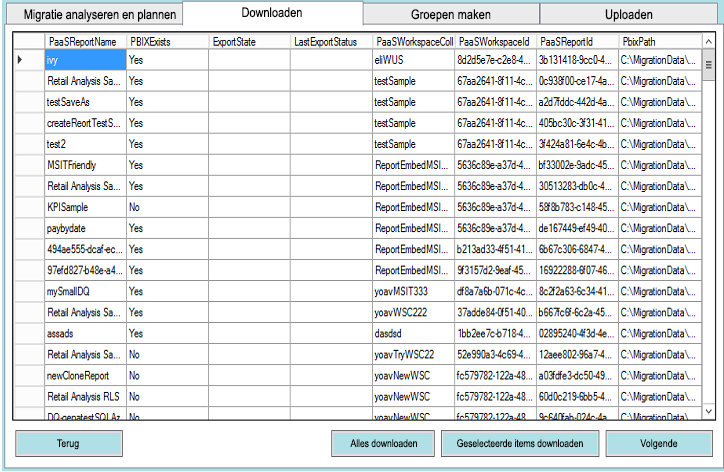 Migratie analyseren en plannen Downloaden Groepen maken Uploaden
PaaSReportName PBIXExists ExportState LastExportStatus PaaSWorkspaceColl PaaSWorkspaceId PaaSReportId PbixPath
ivy Yes eliWUS 8d2d5e7e-c2e8-4... 3b131418-9cc0-4... C:\MigrationData\...
Retail Analysis Sa... Yes testSample 67aa2641-8f11-4c... 0c938f00-ce17-4a... C:\MigrationData\...
testSaveAs Yes testSample 67aa2641-8f11-4c... a2d7fddc-442d-4a... C:\MigrationData\...
createReortTestS... Yes testSample 67aa2641-8f11-4c... 405bc30c-3f31-41... C:\MigrationData\...
test2 Yes testSample 67aa2641-8f11-4c... 3f424a81-6e4c-4b... C:\MigrationData\...
MSITFriendly Yes ReportEmbedMSI... 5636c89e-a37d-4... bf33002e-9adc-45... C:\MigrationData\...
Retail Analysis Sa... Yes ReportEmbedMSI... 5636c89e-a37d-4... 30513283-db0c-4... C:\MigrationData\...
KPISample No ReportEmbedMSI... 5636c89e-a37d-4... 58f8b783-c148-45... C:\MigrationData\...
paybydate Yes ReportEmbedMSI... 5636c89e-a37d-4... de167449-ef49-40... C:\MigrationData\...
494ae555-dcaf-ec... Yes ReportEmbedMSI... b213ad33-4f51-41... 6b67c306-6847-4... C:\MigrationData\...
97efd827-b48e-a4... Yes ReportEmbedMSI... 9f3157d2-9eaf-45... 16922288-6f07-46... C:\MigrationData\...
mySmallDQ Yes yoavMSIT333 df8a7a6b-071c-4c... 8c2f2a63-6c34-41... C:\MigrationData\...
Retail Analysis Sa... Yes yoavWSC222 37adde84-0f51-40... b667fc6f-6c2a-45... C:\MigrationData\...
assads Yes dasdsd 1bb2ee7c-b718-4... 02895240-4f3d-4e... C:\MigrationData\...
Retail Analysis Sa... No yoavTryWSC22 52e990a3-4c69-4... 12aee802-96a7-4... C:\MigrationData\...
newCloneReport No yoavNewWSC fc579782-122a-48... a03fdfe3-dc50-49... C:\MigrationData\...
Retail Analysis RLS No yoavNewWSC fc579782-122a-48... 60d0c219-6bb5-4... C:\MigrationData\...
DQ-genatestSQLAz No yoavNewWSC fc579782-122a-48... 9c640fab-024c-4a... C:\MigrationData\...
Terug Alles downloaden Geselecteerde items downloaden Volgende